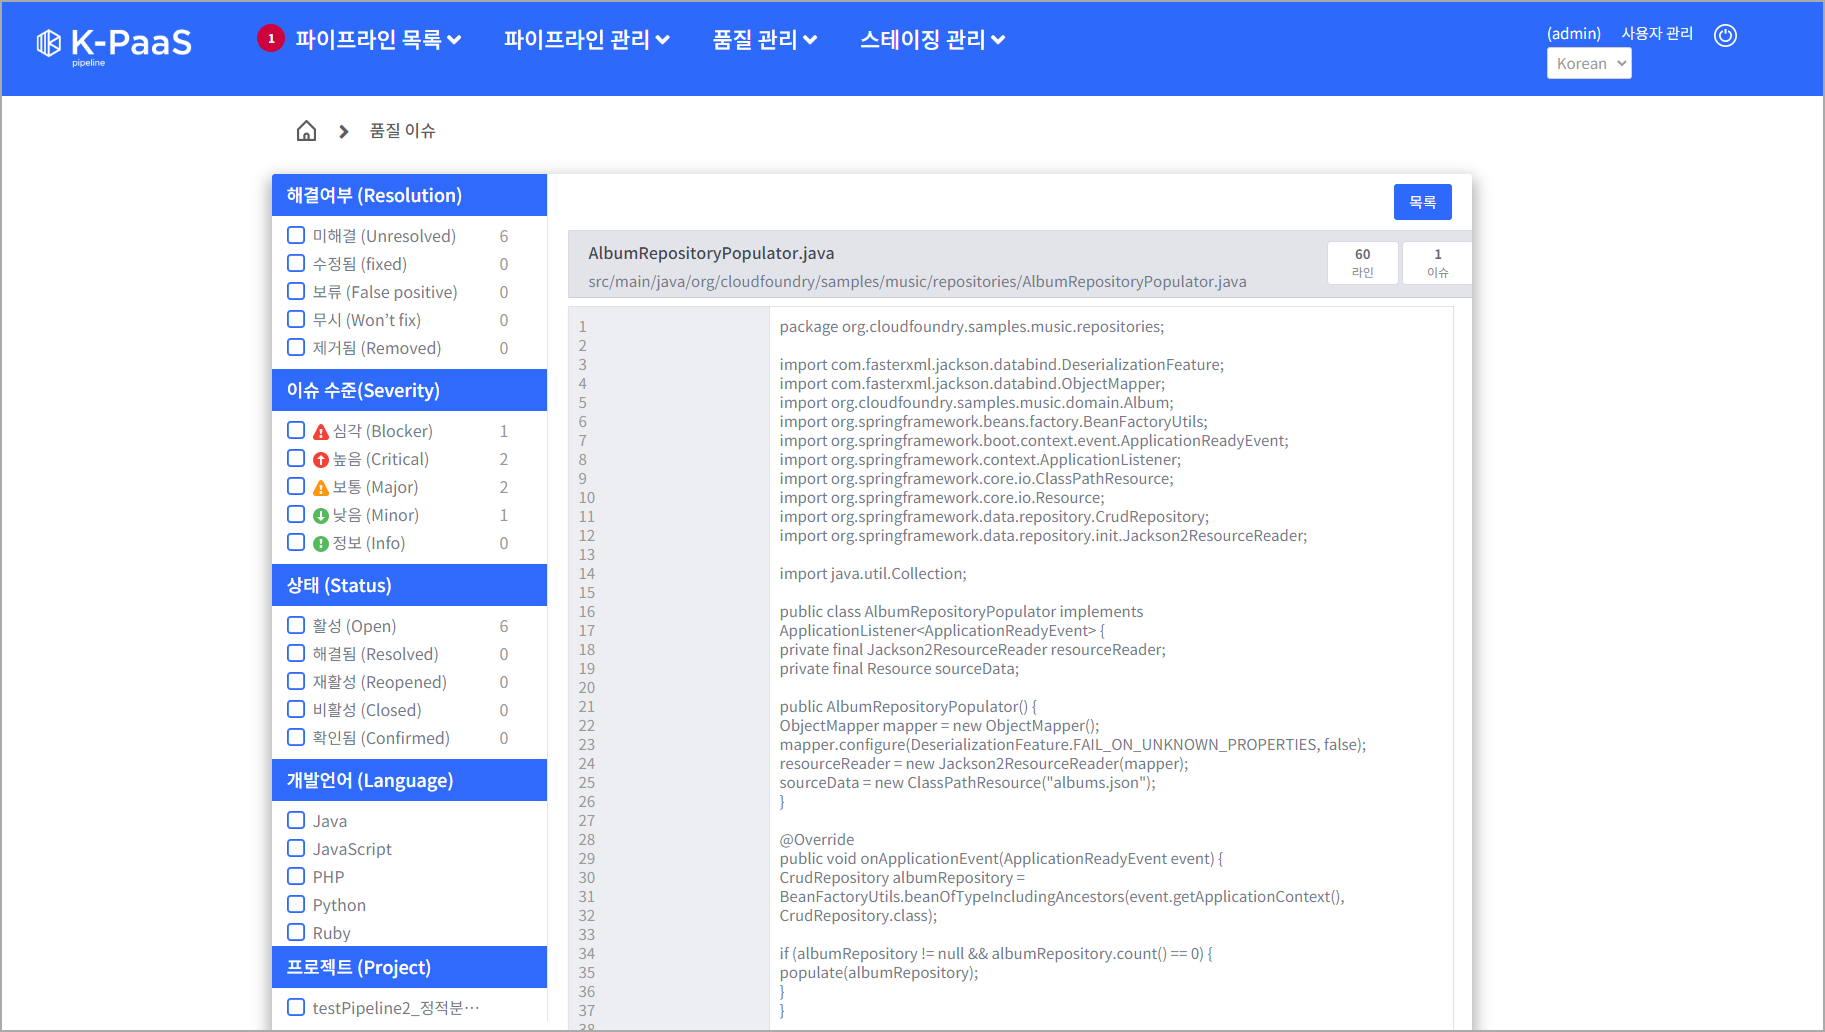 K-PaaS
pipeline
1
파이프라인 목록
파이프라인 관리
품질 관리
스테이징 관리
(admin)
사용자 관리
Korean
품질 이슈
해결여부 (Resolution)
미해결 (Unresolved) 6
수정됨 (fixed) 0
보류 (False positive) 0
무시 (Won’t fix) 0
제거됨 (Removed) 0
이슈 수준(Severity)
심각 (Blocker) 1
높음 (Critical) 2
보통 (Major) 2
낮음 (Minor) 1
정보 (Info) 0
상태 (Status)
활성 (Open) 6
해결됨 (Resolved) 0
재활성 (Reopened) 0
비활성 (Closed) 0
확인됨 (Confirmed) 0
개발언어 (Language)
Java
JavaScript
PHP
Python
Ruby
프로젝트 (Project)
testPipeline2_정적분…
목록
AlbumRepositoryPopulator.java
src/main/java/org/cloudfoundry/samples/music/repositories/AlbumRepositoryPopulator.java
60
라인
1
이슈
1 package org.cloudfoundry.samples.music.repositories;
2
3 import com.fasterxml.jackson.databind.DeserializationFeature;
4 import com.fasterxml.jackson.databind.ObjectMapper;
5 import org.cloudfoundry.samples.music.domain.Album;
6 import org.springframework.beans.factory.BeanFactoryUtils;
7 import org.springframework.boot.context.event.ApplicationReadyEvent;
8 import org.springframework.context.ApplicationListener;
9 import org.springframework.core.io.ClassPathResource;
10 import org.springframework.core.io.Resource;
11 import org.springframework.data.repository.CrudRepository;
12 import org.springframework.data.repository.init.Jackson2ResourceReader;
13
14 import java.util.Collection;
15
16 public class AlbumRepositoryPopulator implements
17 ApplicationListener<ApplicationReadyEvent> {
18 private final Jackson2ResourceReader resourceReader;
19 private final Resource sourceData;
20
21 public AlbumRepositoryPopulator() {
22 ObjectMapper mapper = new ObjectMapper();
23 mapper.configure(DeserializationFeature.FAIL_ON_UNKNOWN_PROPERTIES, false);
24 resourceReader = new Jackson2ResourceReader(mapper);
25 sourceData = new ClassPathResource("albums.json");
26 }
27
28 @Override
29 public void onApplicationEvent(ApplicationReadyEvent event) {
30 CrudRepository albumRepository =
31 BeanFactoryUtils.beanOfTypeIncludingAncestors(event.getApplicationContext(),
32 CrudRepository.class);
33
34 if (albumRepository != null && albumRepository.count() == 0) {
35 populate(albumRepository);
36 }
37 }
38